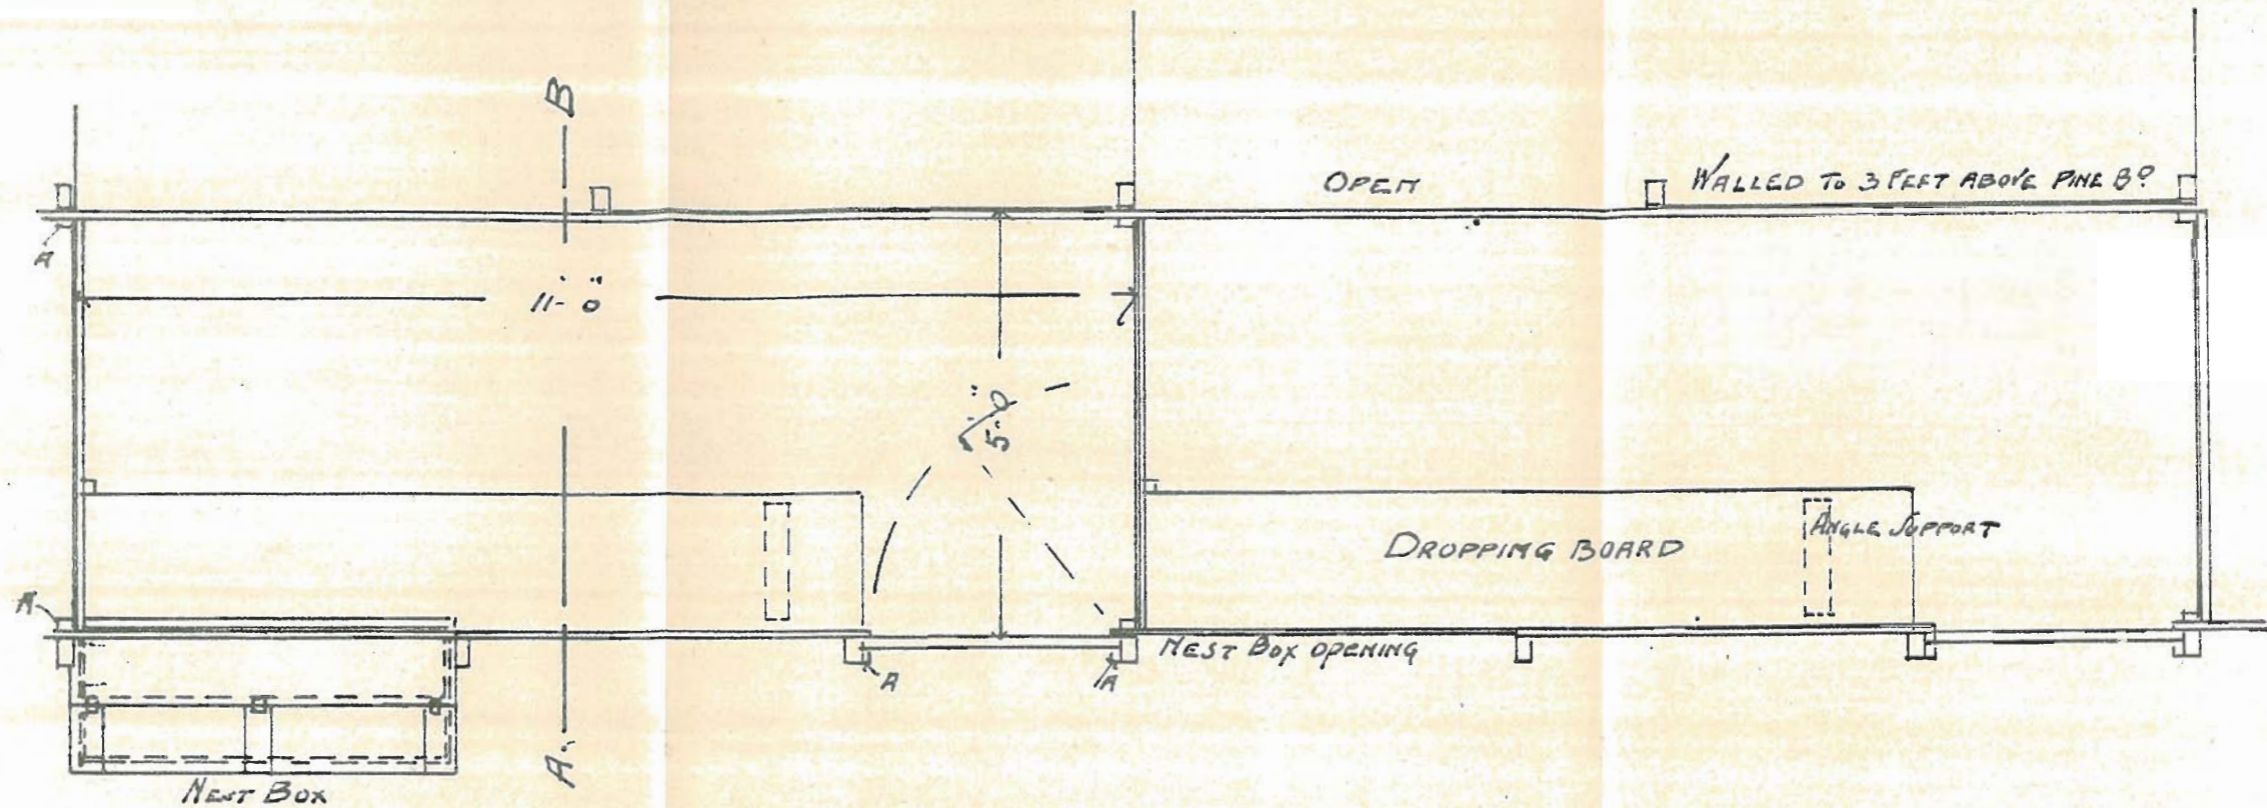 B
OPEN
WALLED TO 3 FEET ABOVE PINE Bº
A
11'-0"
5'-0"
DROPPING BOARD
ANGLE SUPPORT
A
NEST BOX OPENING
A
A
A.
NEST BOX